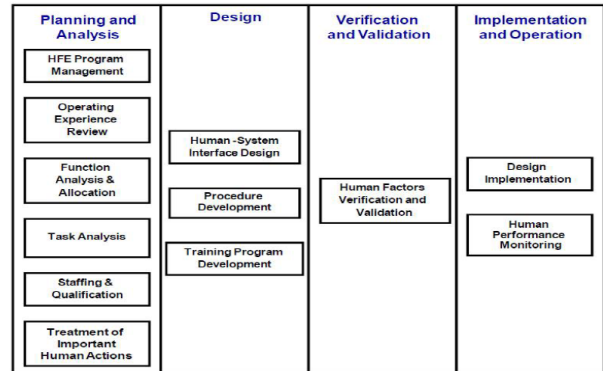 Planning and
Analysis
HFE Program
Management
Operating
Experience
Review
Function
Analysis &
Allocation
Task Analysis
Staffing &
Qualification
Treatment of
Important
Human Actions
Design
Human -System
Interface Design
Procedure
Development
Training Program
Development
Verification
and Validation
Human Factors
Verification and
Validation
Implementation
and Operation
Design
Implementation
Human
Performance
Monitoring